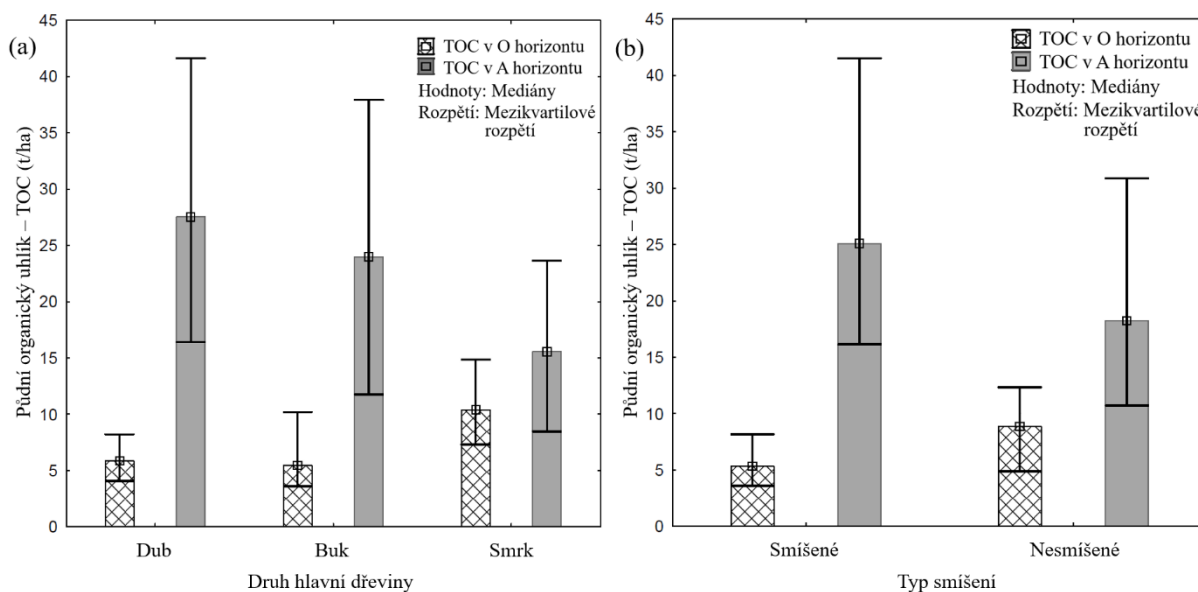 (a)
TOC v O horizontu
TOC v A horizontu
Hodnoty: Mediány
Rozpětí: Mezikvartilové
rozpětí
Půdní organický uhlík – TOC (t/ha)
45
40
35
30
25
20
15
10
5
0
Dub Buk Smrk
Druh hlavní dřeviny
(b)
TOC v O horizontu
TOC v A horizontu
Hodnoty: Mediány
Rozpětí: Mezikvartilové
rozpětí
Půdní organický uhlík – TOC (t/ha)
45
40
35
30
25
20
15
10
5
0
Smíšené Nesmíšené
Typ smíšení